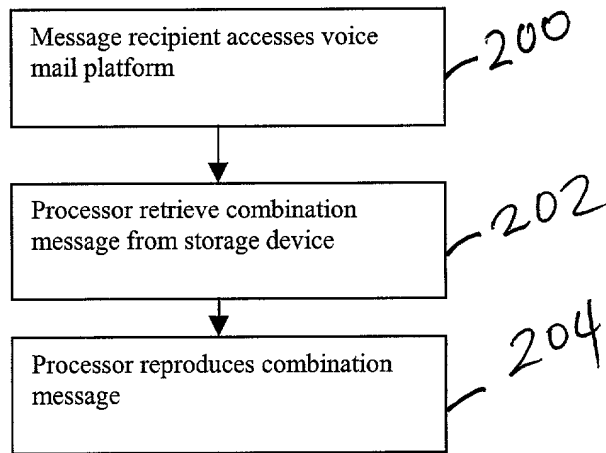 Message recipient accesses voice
mail platform
200
Processor retrieve combination
message from storage device
202
Processor reproduces combination
message
204